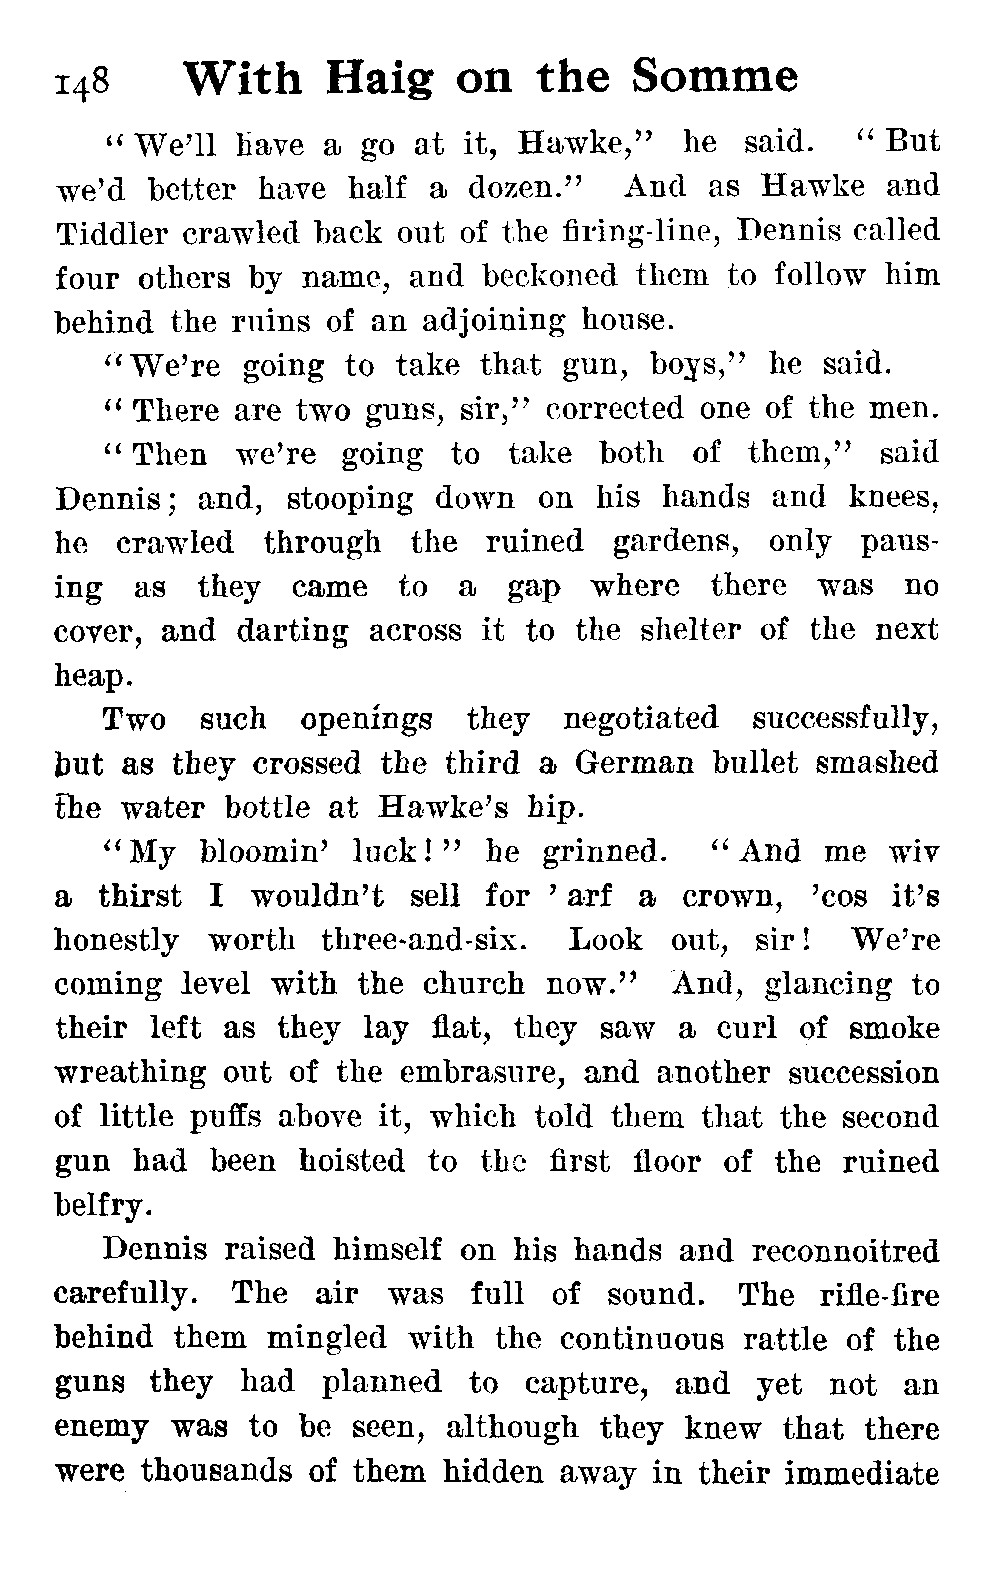 148 With Haig on the Somme
“ We’ll have a go at it, Hawke,” he said. “ But
we’d better have half a dozen.” And as Hawke and
Tiddler crawled back out of the firing-line, Dennis called
four others by name, and beckoned them to follow him
behind the ruins of an adjoining house.
“ We’re going to take that gun, boys,” he said.
“ There are two guns, sir,” corrected one of the men.
“ Then we’re going to take both of them,” said
Dennis; and, stooping down on his hands and knees,
he crawled through the ruined gardens, only paus-
ing as they came to a gap where there was no
cover, and darting across it to the shelter of the next
heap.
Two such openings they negotiated successfully,
but as they crossed the third a German bullet smashed
the water bottle at Hawke’s hip.
“ My bloomin’ luck! ” he grinned. “ And me wiv
a thirst I wouldn’t sell for ’ arf a crown, ’cos it’s
honestly worth three-and-six. Look out, sir! We’re
coming level with the church now.” And, glancing to
their left as they lay flat, they saw a curl of smoke
wreathing out of the embrasure, and another succession
of little puffs above it, which told them that the second
gun had been hoisted to the first floor of the ruined
belfry.
Dennis raised himself on his hands and reconnoitred
carefully. The air was full of sound. The rifle-fire
behind them mingled with the continuous rattle of the
guns they had planned to capture, and yet not an
enemy was to be seen, although they knew that there
were thousands of them hidden away in their immediate